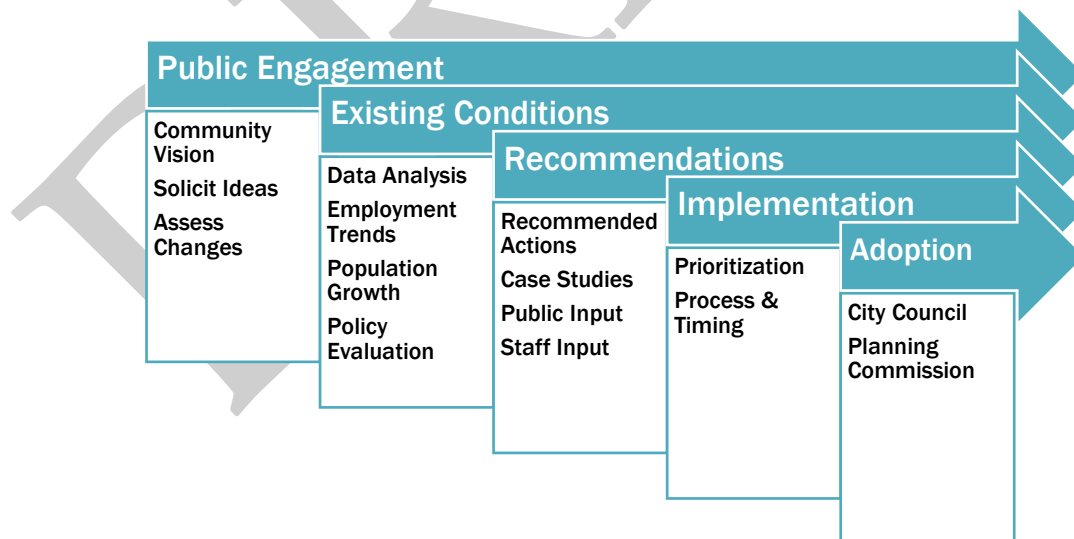 Public Engagement
Community
Vision
Solicit Ideas
Assess
Changes
Existing Conditions
Data Analysis
Employment
Trends
Population
Growth
Policy
Evaluation
Recommendations
Recommended
Actions
Case Studies
Public Input
Staff Input
Implementation
Prioritization
Process &
Timing
Adoption
City Council
Planning
Commission